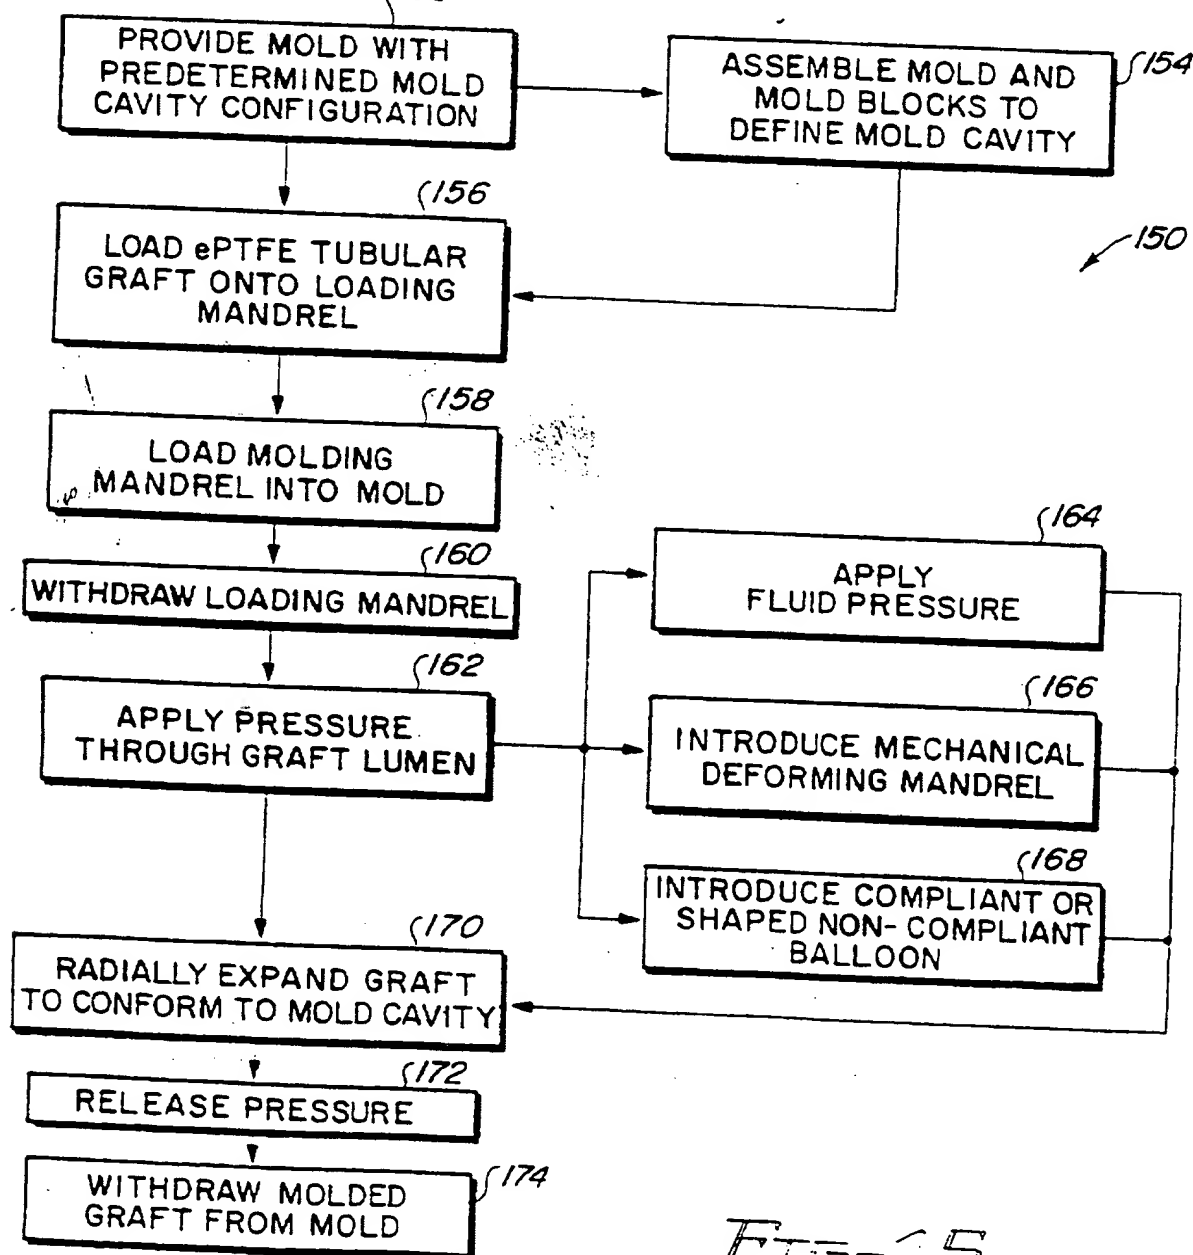 PROVIDE MOLD WITH
PREDETERMINED MOLD
CAVITY CONFIGURATION
ASSEMBLE MOLD AND
MOLD BLOCKS TO
DEFINE MOLD CAVITY
154
156
LOAD ePTFE TUBULAR
GRAFT ONTO LOADING
MANDREL
150
158
LOAD MOLDING
MANDREL INTO MOLD
160
WITHDRAW LOADING MANDREL
162
APPLY PRESSURE
THROUGH GRAFT LUMEN
164
APPLY
FLUID PRESSURE
166
INTRODUCE MECHANICAL
DEFORMING MANDREL
168
INTRODUCE COMPLIANT OR
SHAPED NON-COMPLIANT
BALLOON
170
RADIALLY EXPAND GRAFT
TO CONFORM TO MOLD CAVITY
172
RELEASE PRESSURE
174
WITHDRAW MOLDED
GRAFT FROM MOLD